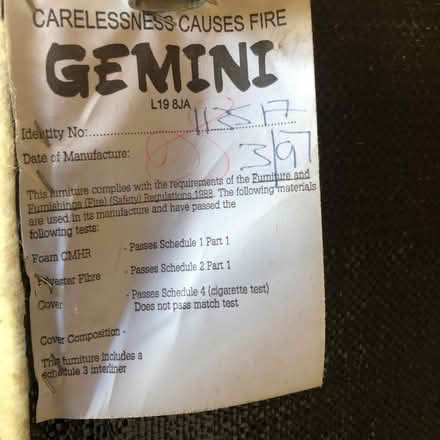 CARELESSNESS CAUSES FIRE
GEMINI
L19 8JA
Identity No:
Date of Manufacture: 3/97
This furniture complies with the requirements of the Furniture and
Furnishings (Fire) (Safety) Regulations 1988. The following materials
are used in its manufacture and have passed the
following tests:
Foam CMHR - Passes Schedule 1 Part 1
Polyester Fibre - Passes Schedule 2 Part 1
Cover - Passes Schedule 4 (cigarette test)
Does not pass match test
Cover Composition -
This furniture includes a
schedule 3 interliner